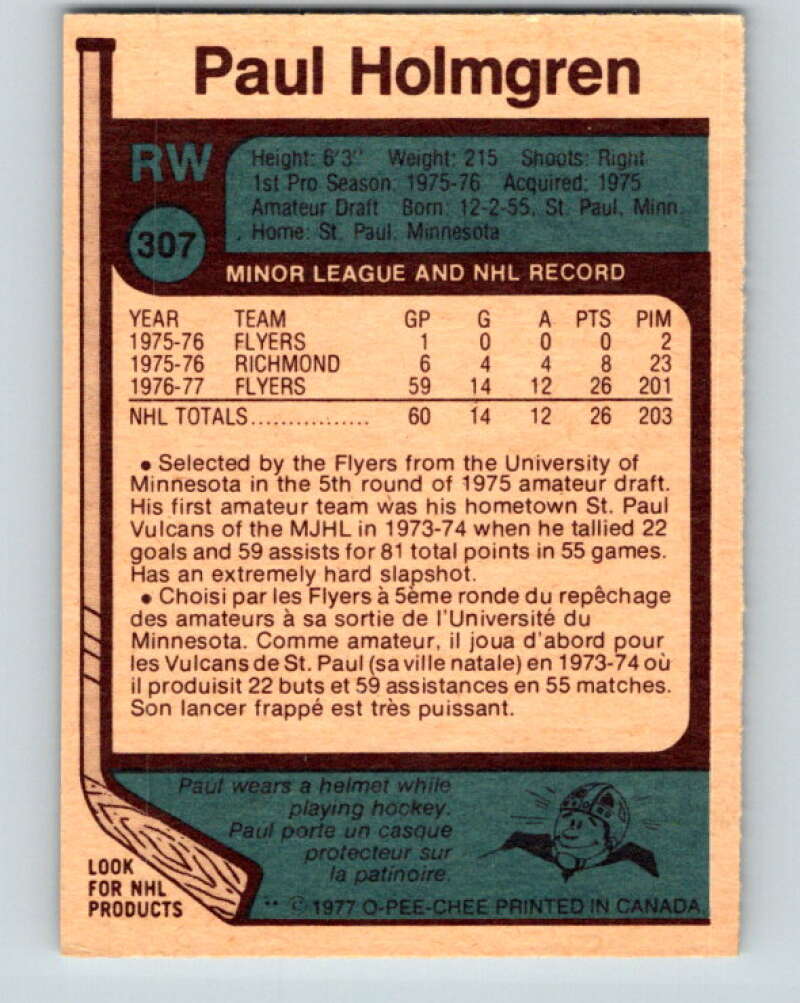 Paul Holmgren
RW
Height: 6'3" Weight: 215 Shoots: Right
1st Pro Season: 1975-76 Acquired: 1975
Amateur Draft Born: 12-2-55, St. Paul, Minn.
Home: St. Paul, Minnesota
307
MINOR LEAGUE AND NHL RECORD
YEAR TEAM GP G A PTS PIM
1975-76 FLYERS 1 0 0 0 2
1975-76 RICHMOND 6 4 4 8 23
1976-77 FLYERS 59 14 12 26 201
NHL TOTALS................ 60 14 12 26 203
• Selected by the Flyers from the University of
Minnesota in the 5th round of 1975 amateur draft.
His first amateur team was his hometown St. Paul
Vulcans of the MJHL in 1973-74 when he tallied 22
goals and 59 assists for 81 total points in 55 games.
Has an extremely hard slapshot.
• Choisi par les Flyers à 5ème ronde du repêchage
des amateurs à sa sortie de l'Université du
Minnesota. Comme amateur, il joua d'abord pour
les Vulcans de St. Paul (sa ville natale) en 1973-74 où
il produisit 22 buts et 59 assistances en 55 matches.
Son lancer frappé est très puissant.
Paul wears a helmet while
playing hockey.
Paul porte un casque
protecteur sur
la patinoire.
LOOK
FOR NHL
PRODUCTS
** © 1977 O-PEE-CHEE PRINTED IN CANADA